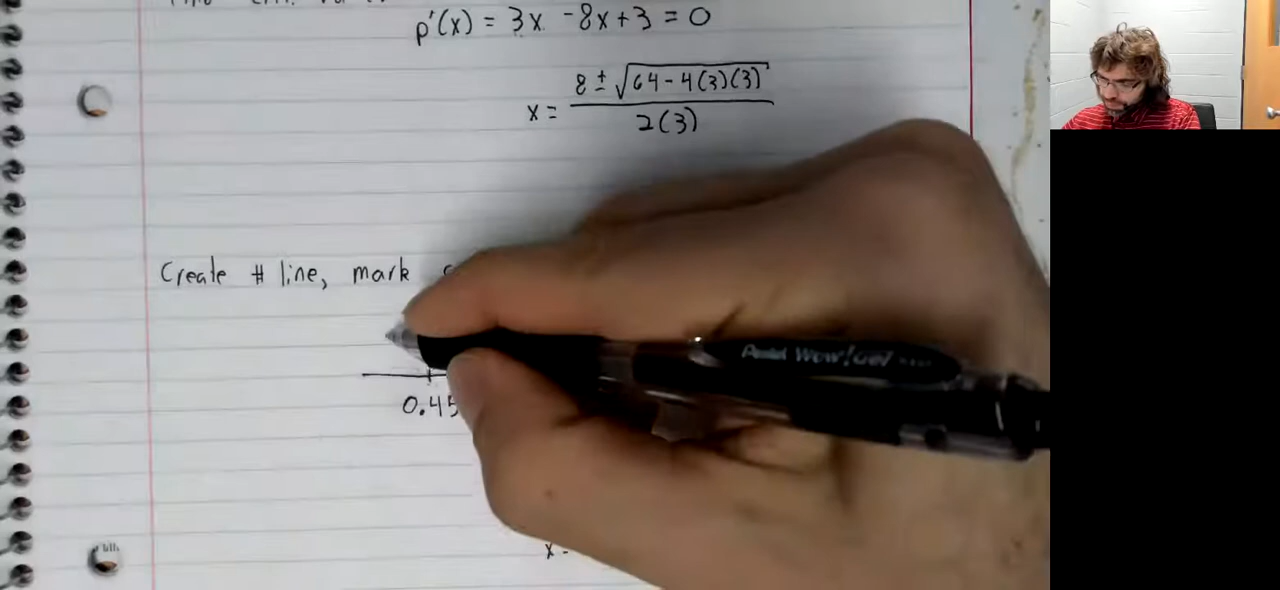 p'(x) = 3x - 8x + 3 = 0
x = 8 ± √64 - 4(3)(3) / 2(3)
Create # line, mark
0.45
x =
Pentel Wow! Gel